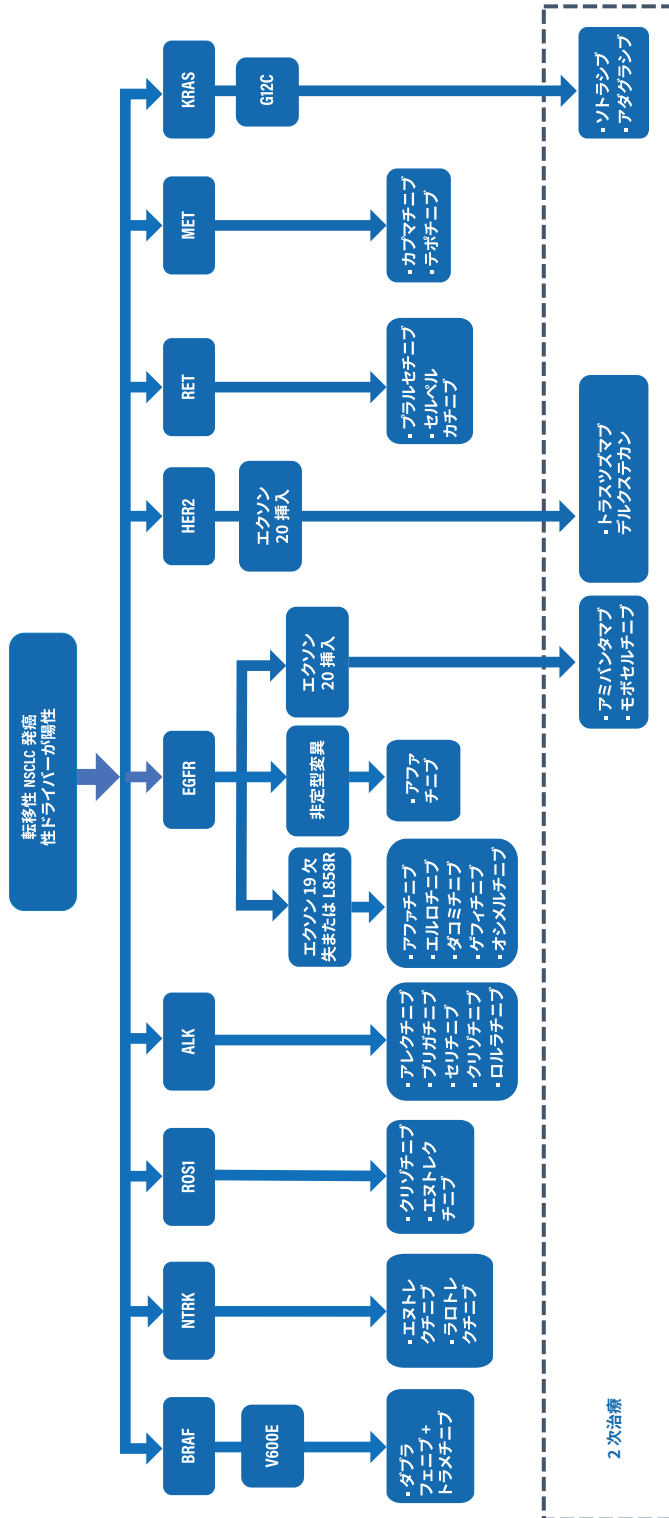 転移性 NSCLC 発癌
性ドライバーが陽性
BRAF
NTRK
ROS1
ALK
EGFR
HER2
RET
MET
KRAS
V600E
エクソン 19 欠
失または L858R
非定型変異
エクソン
20 挿入
エクソン
20 挿入
G12C
・ダブラ
フェニブ +
トラメチニブ
・エヌトレ
クチニブ
・ラロトレ
クチニブ
・クリゾチニブ
・エヌトレク
チニブ
・アレクチニブ
・ブリガチニブ
・セリチニブ
・クリゾチニブ
・ロルラチニブ
・アファチニブ
・エルロチニブ
・ダコミチニブ
・ゲフィチニブ
・オシメルチニブ
・アファ
チニブ
・プラルセチニブ
・セルペル
カチニブ
・カプマチニブ
・テポチニブ
2 次治療
・アミバンタマブ
・モボセルチニブ
・トラスツズマブ
デルクステカン
・ソトラシブ
・アダグラシブ